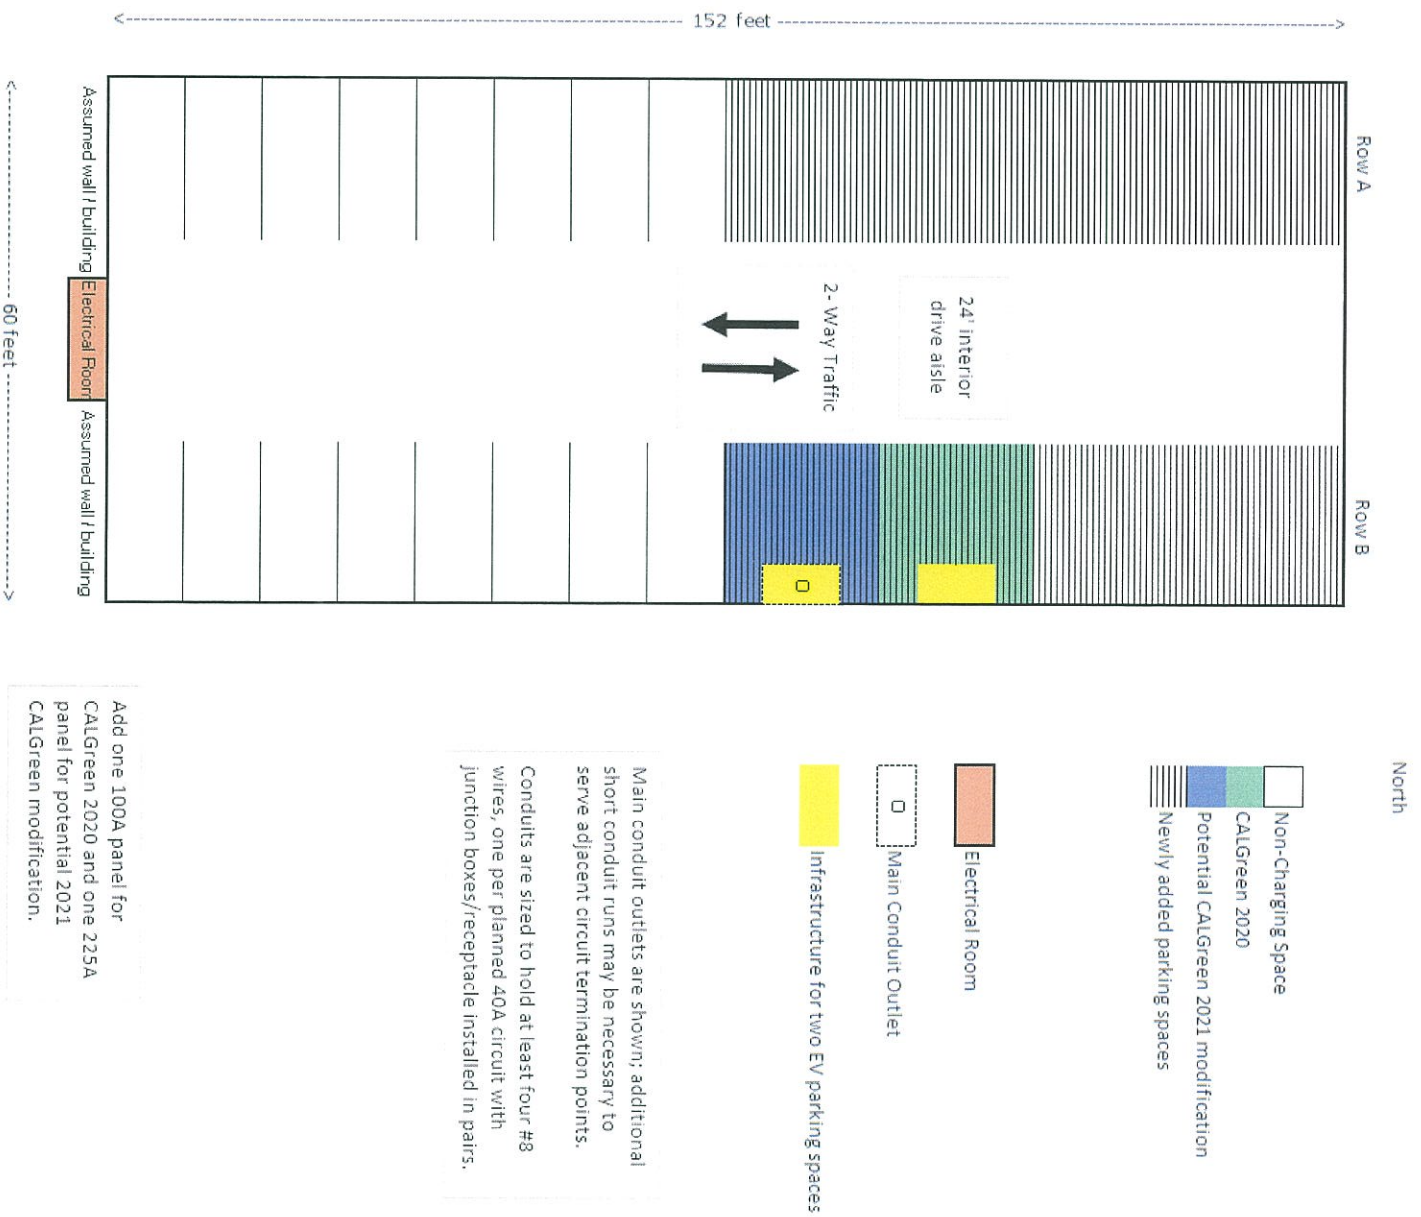 152 feet
North
Row A
Row B
24' interior
drive aisle
2- Way Traffic
Assumed wall / building
Electrical Room
Assumed wall / building
60 feet
Non-Charging Space
CALGreen 2020
Potential CALGreen 2021 modification
Newly added parking spaces
Electrical Room
Main Conduit Outlet
Infrastructure for two EV parking spaces
Main conduit outlets are shown; additional
short conduit runs may be necessary to
serve adjacent circuit termination points.
Conduits are sized to hold at least four #8
wires, one per planned 40A circuit with
junction boxes/receptacle installed in pairs.
Add one 100A panel for
CALGreen 2020 and one 225A
panel for potential 2021
CALGreen modification.